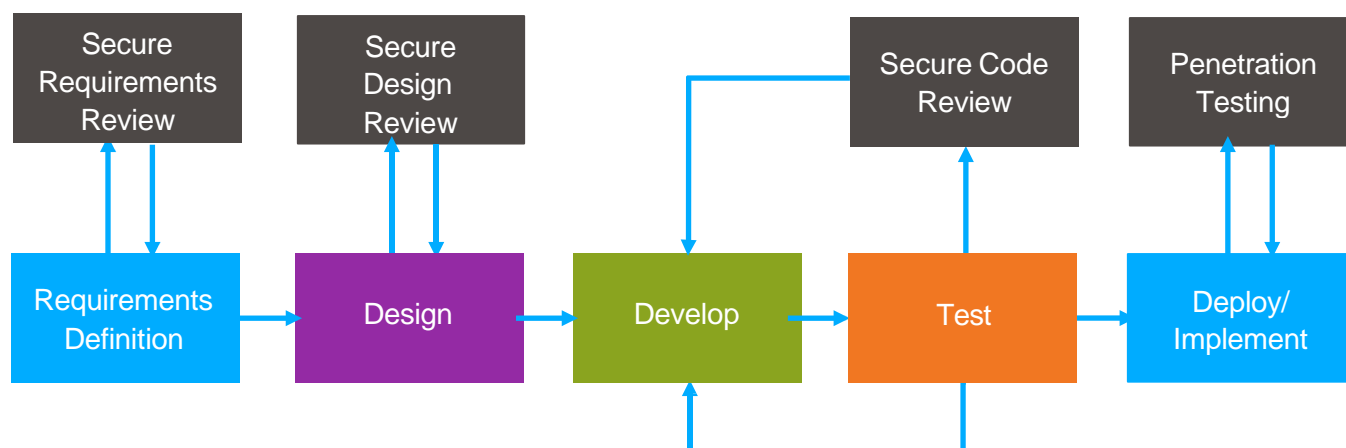 Secure
Requirements
Review
Secure
Design
Review
Secure Code
Review
Penetration
Testing
Requirements
Definition
Design
Develop
Test
Deploy/
Implement